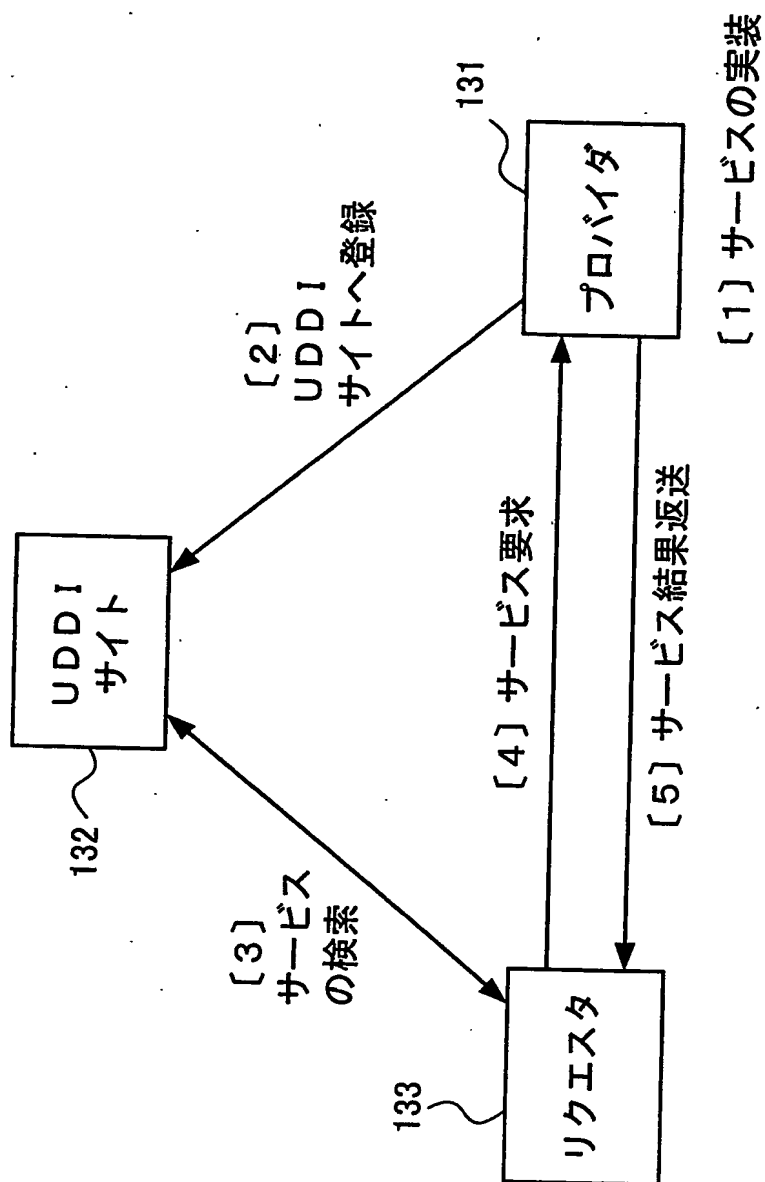 132
UDDI
サイト
[2]
UDDI
サイトへ登録
[3]
サービス
の検索
131
プロバイダ
[1] サービスの実装
[4] サービス要求
[5] サービス結果返送
133
リクエスタ